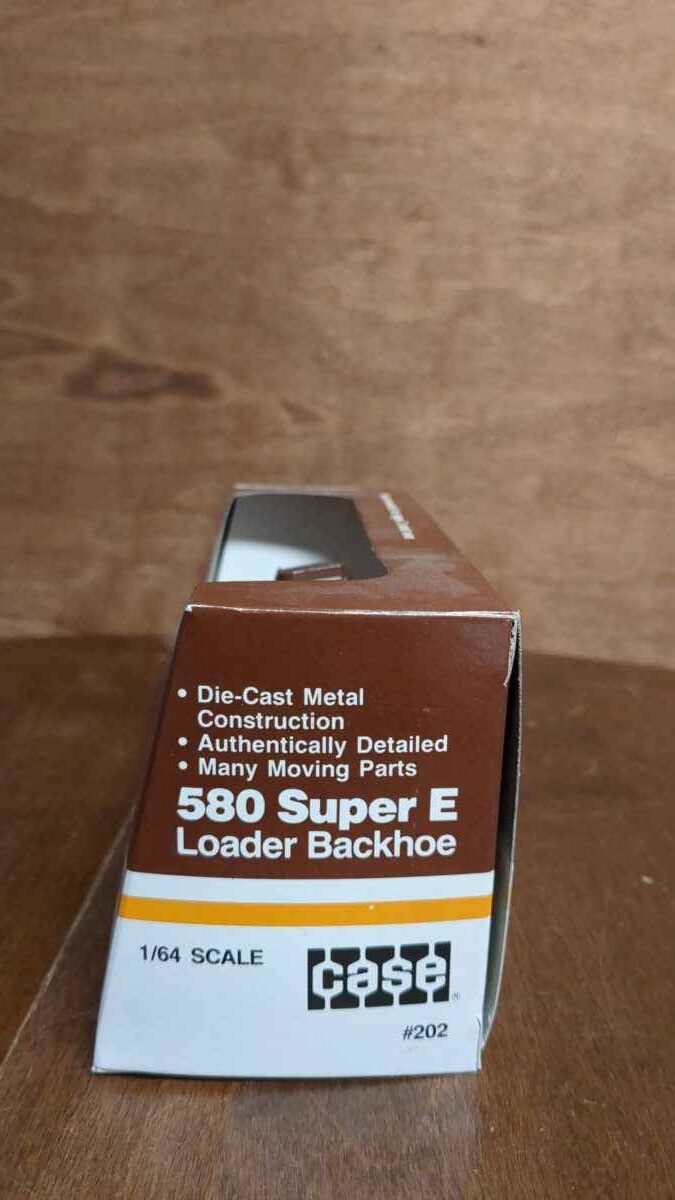 • Die-Cast Metal
Construction
• Authentically Detailed
• Many Moving Parts
580 Super E
Loader Backhoe
1/64 SCALE
case®
#202